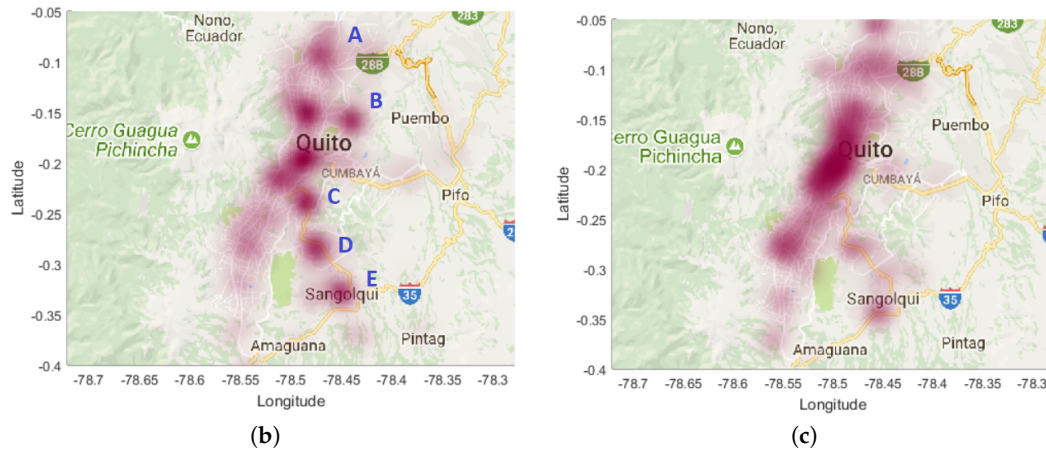 -0.05
-0.1
-0.15
-0.2
-0.25
-0.3
-0.35
-0.4
Latitude
Nono,
Ecuador
A
283
28B
B
Puembo
Cerro Guagua
Pichincha
Quito
CUMBAYÁ
C
Pifo
D
E
Sangolqui
35
Amaguana
Pintag
-78.7
-78.65
-78.6
-78.55
-78.5
-78.45
-78.4
-78.35
-78.3
Longitude
(b)
-0.05
-0.1
-0.15
-0.2
-0.25
-0.3
-0.35
-0.4
Latitude
Nono,
Ecuador
283
28B
Puembo
erro Guagua
Pichincha
Quito
CUMBAYÁ
Pifo
Sangolqui
35
Amaguana
Pintag
-78.7
-78.65
-78.6
-78.55
-78.5
-78.45
-78.4
-78.35
-78.3
Longitude
(c)